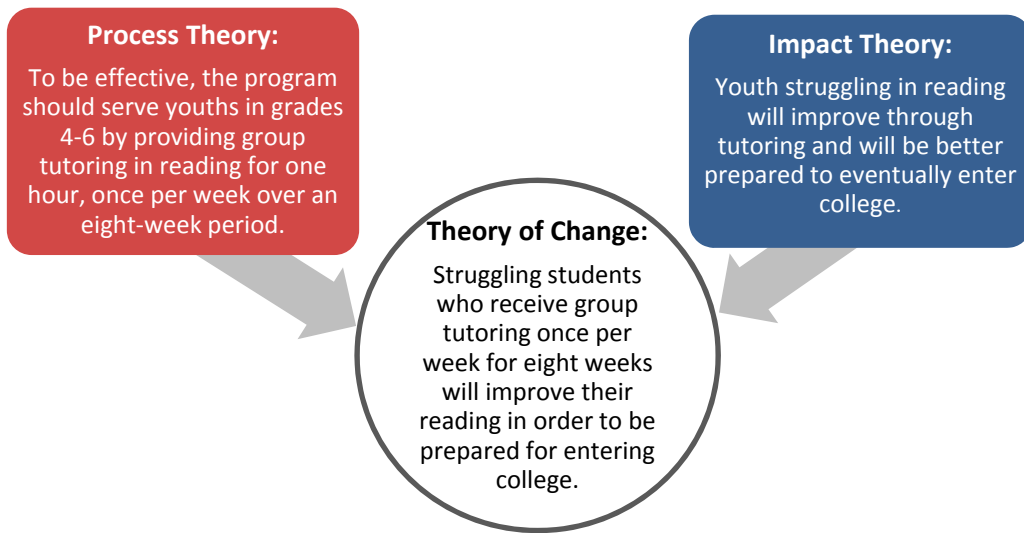 Process Theory:
To be effective, the program
should serve youths in grades
4-6 by providing group
tutoring in reading for one
hour, once per week over an
eight-week period.
Impact Theory:
Youth struggling in reading
will improve through
tutoring and will be better
prepared to eventually enter
college.
Theory of Change:
Struggling students
who receive group
tutoring once per
week for eight weeks
will improve their
reading in order to be
prepared for entering
college.